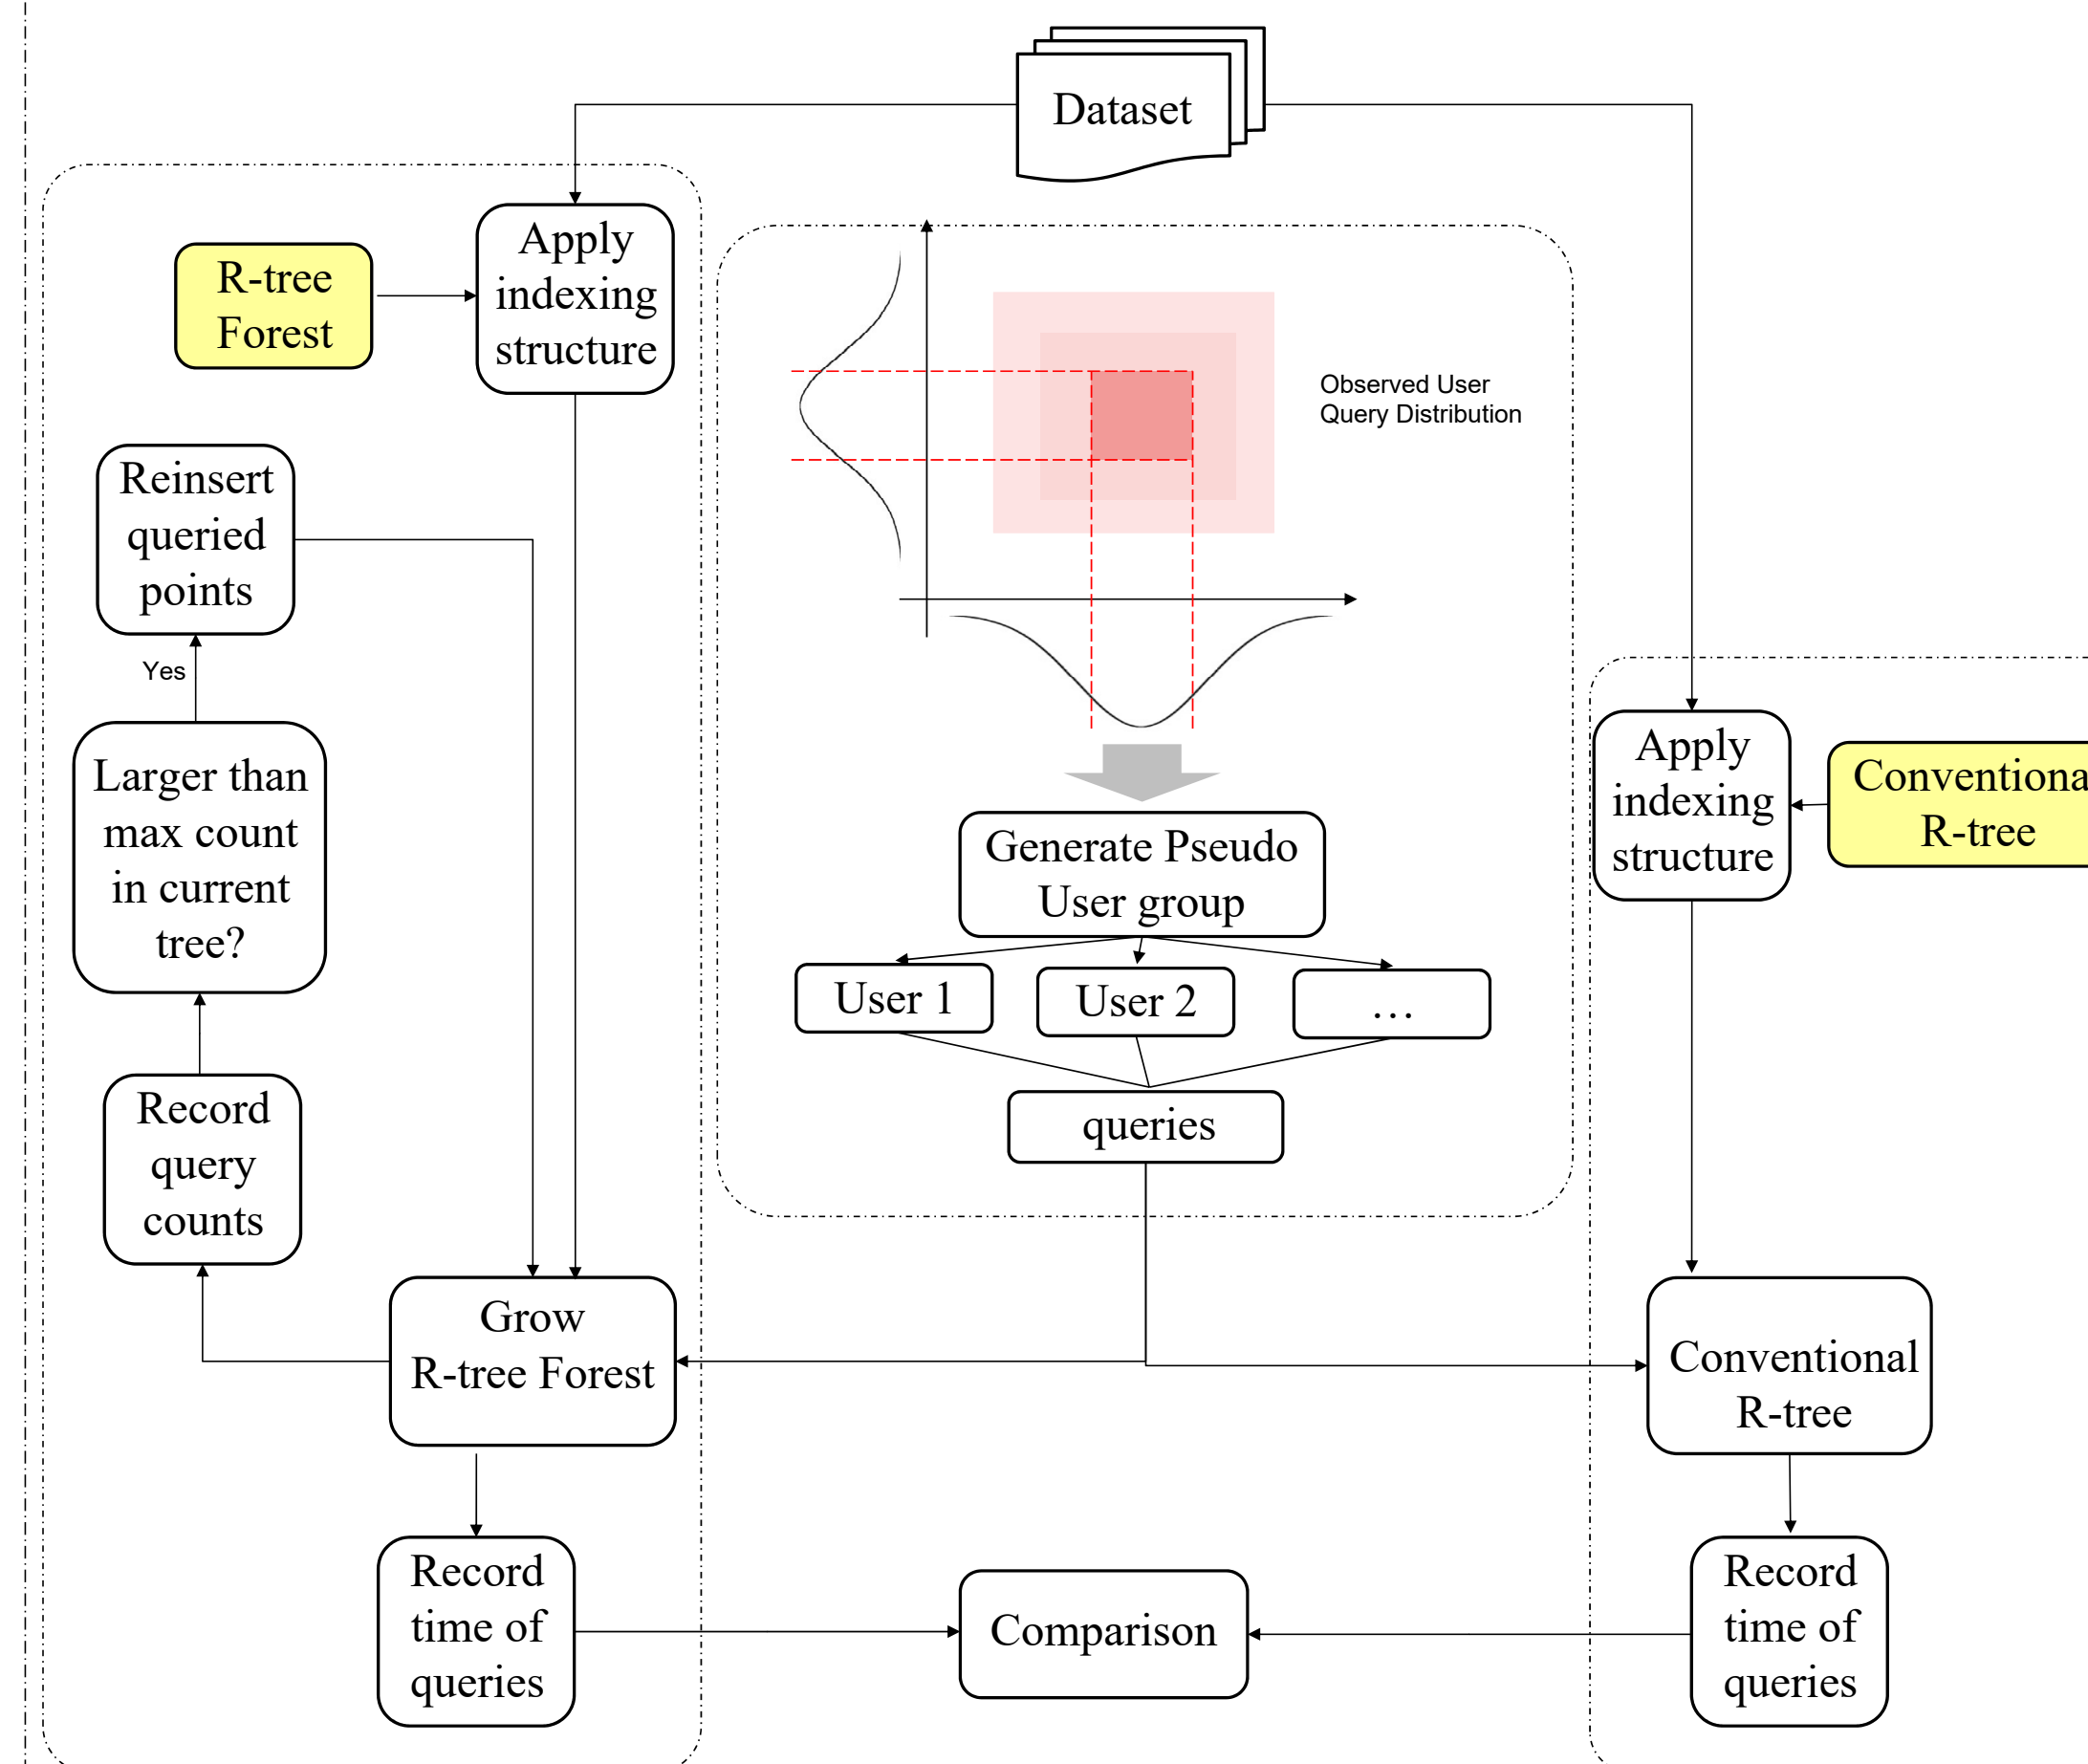 Dataset
R-tree
Forest
Apply
indexing
structure
Observed User
Query Distribution
Reinsert
queried
points
Yes
Larger than
max count
in current
tree?
Apply
indexing
structure
Conventiona
R-tree
Generate Pseudo
User group
User 1
User 2
…
queries
Record
query
counts
Grow
R-tree Forest
Conventional
R-tree
Record
time of
queries
Comparison
Record
time of
queries